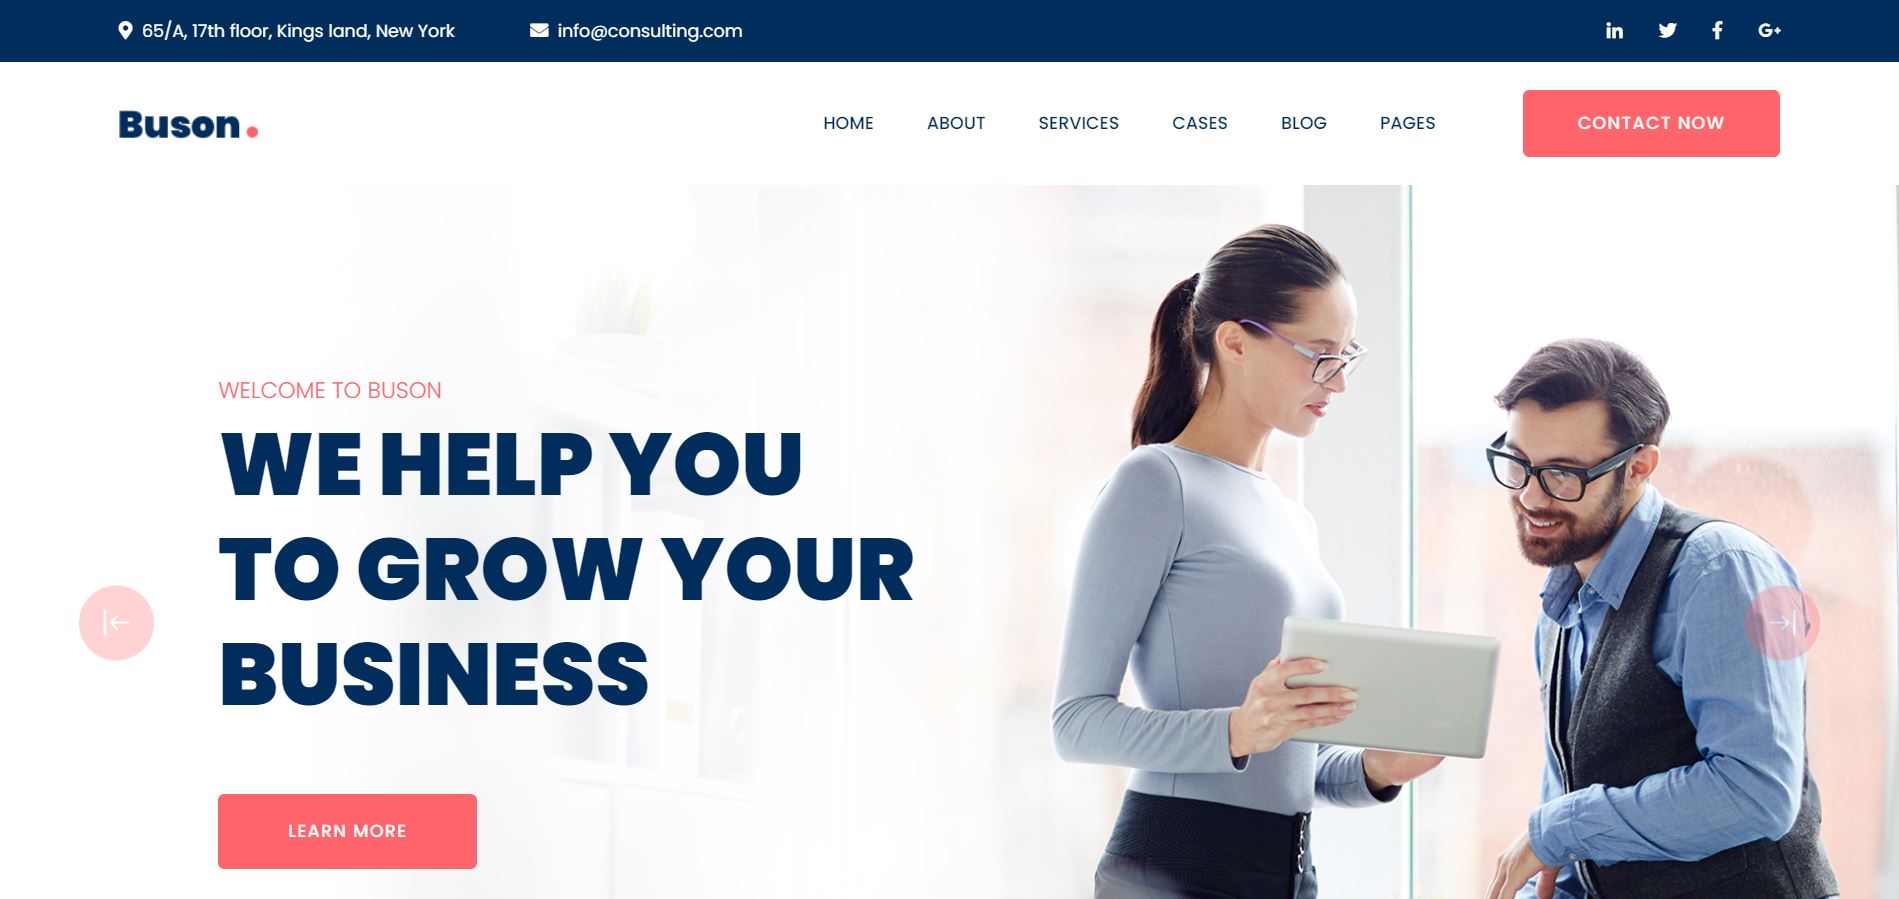 65/A, 17th floor, Kings land, New York
info@consulting.com
Buson.
HOME
ABOUT
SERVICES
CASES
BLOG
PAGES
CONTACT NOW
WELCOME TO BUSON
WE HELP YOU
TO GROW YOUR
BUSINESS
LEARN MORE